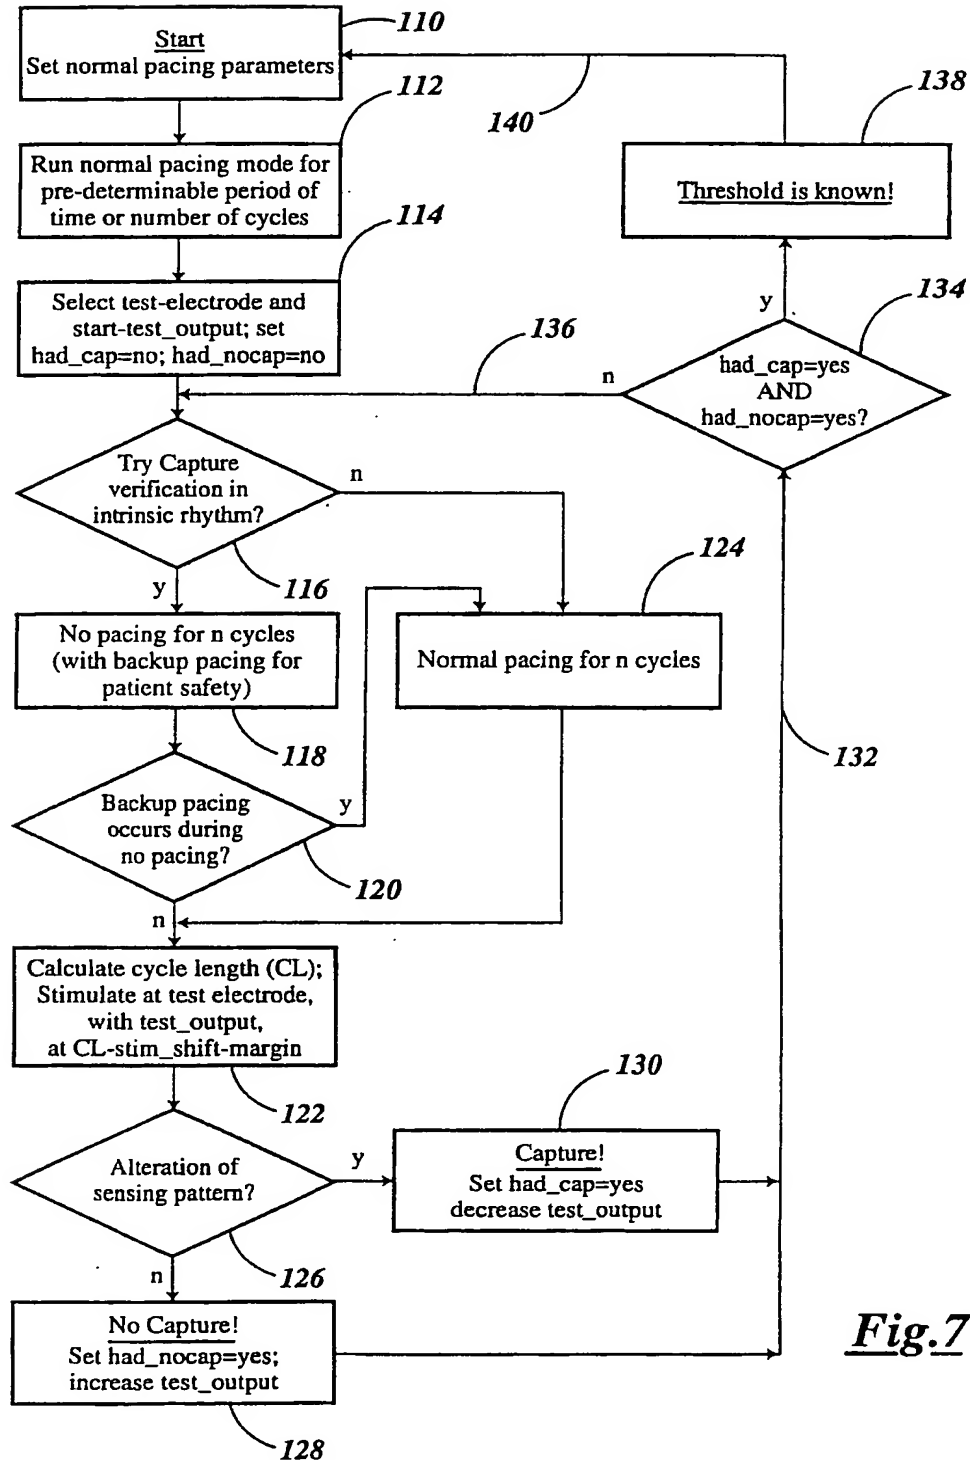 110
Start
Set normal pacing parameters
112
138
140
Run normal pacing mode for
pre-determinable period of
time or number of cycles
Threshold is known!
114
134
y
Select test-electrode and
start-test_output; set
had_cap=no; had_nocap=no
136
n
had_cap=yes
AND
had_nocap=yes?
Try Capture
verification in
intrinsic rhythm?
n
124
116
y
No pacing for n cycles
(with backup pacing for
patient safety)
Normal pacing for n cycles
118
132
Backup pacing
occurs during
no pacing?
y
120
n
Calculate cycle length (CL);
Stimulate at test electrode,
with test_output,
at CL-stim_shift-margin
130
122
Alteration of
sensing pattern?
y
Capture!
Set had_cap=yes
decrease test_output
126
n
No Capture!
Set had_nocap=yes;
increase test_output
Fig.7
128